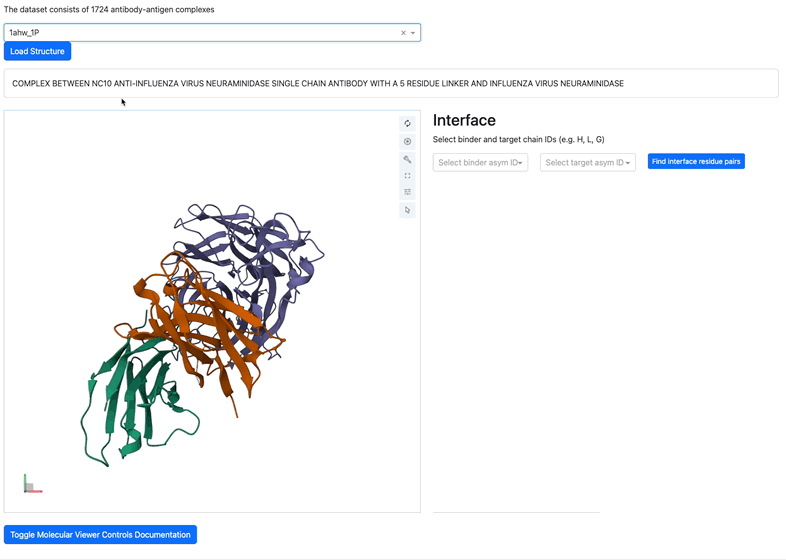 The dataset consists of 1724 antibody-antigen complexes
1ahw_1P
Load Structure
COMPLEX BETWEEN NC10 ANTI-INFLUENZA VIRUS NEURAMINIDASE SINGLE CHAIN ANTIBODY WITH A 5 RESIDUE LINKER AND INFLUENZA VIRUS NEURAMINIDASE
Interface
Select binder and target chain IDs (e.g. H, L, G)
Select binder asym ID
Select target asym ID
Find interface residue pairs
Toggle Molecular Viewer Controls Documentation